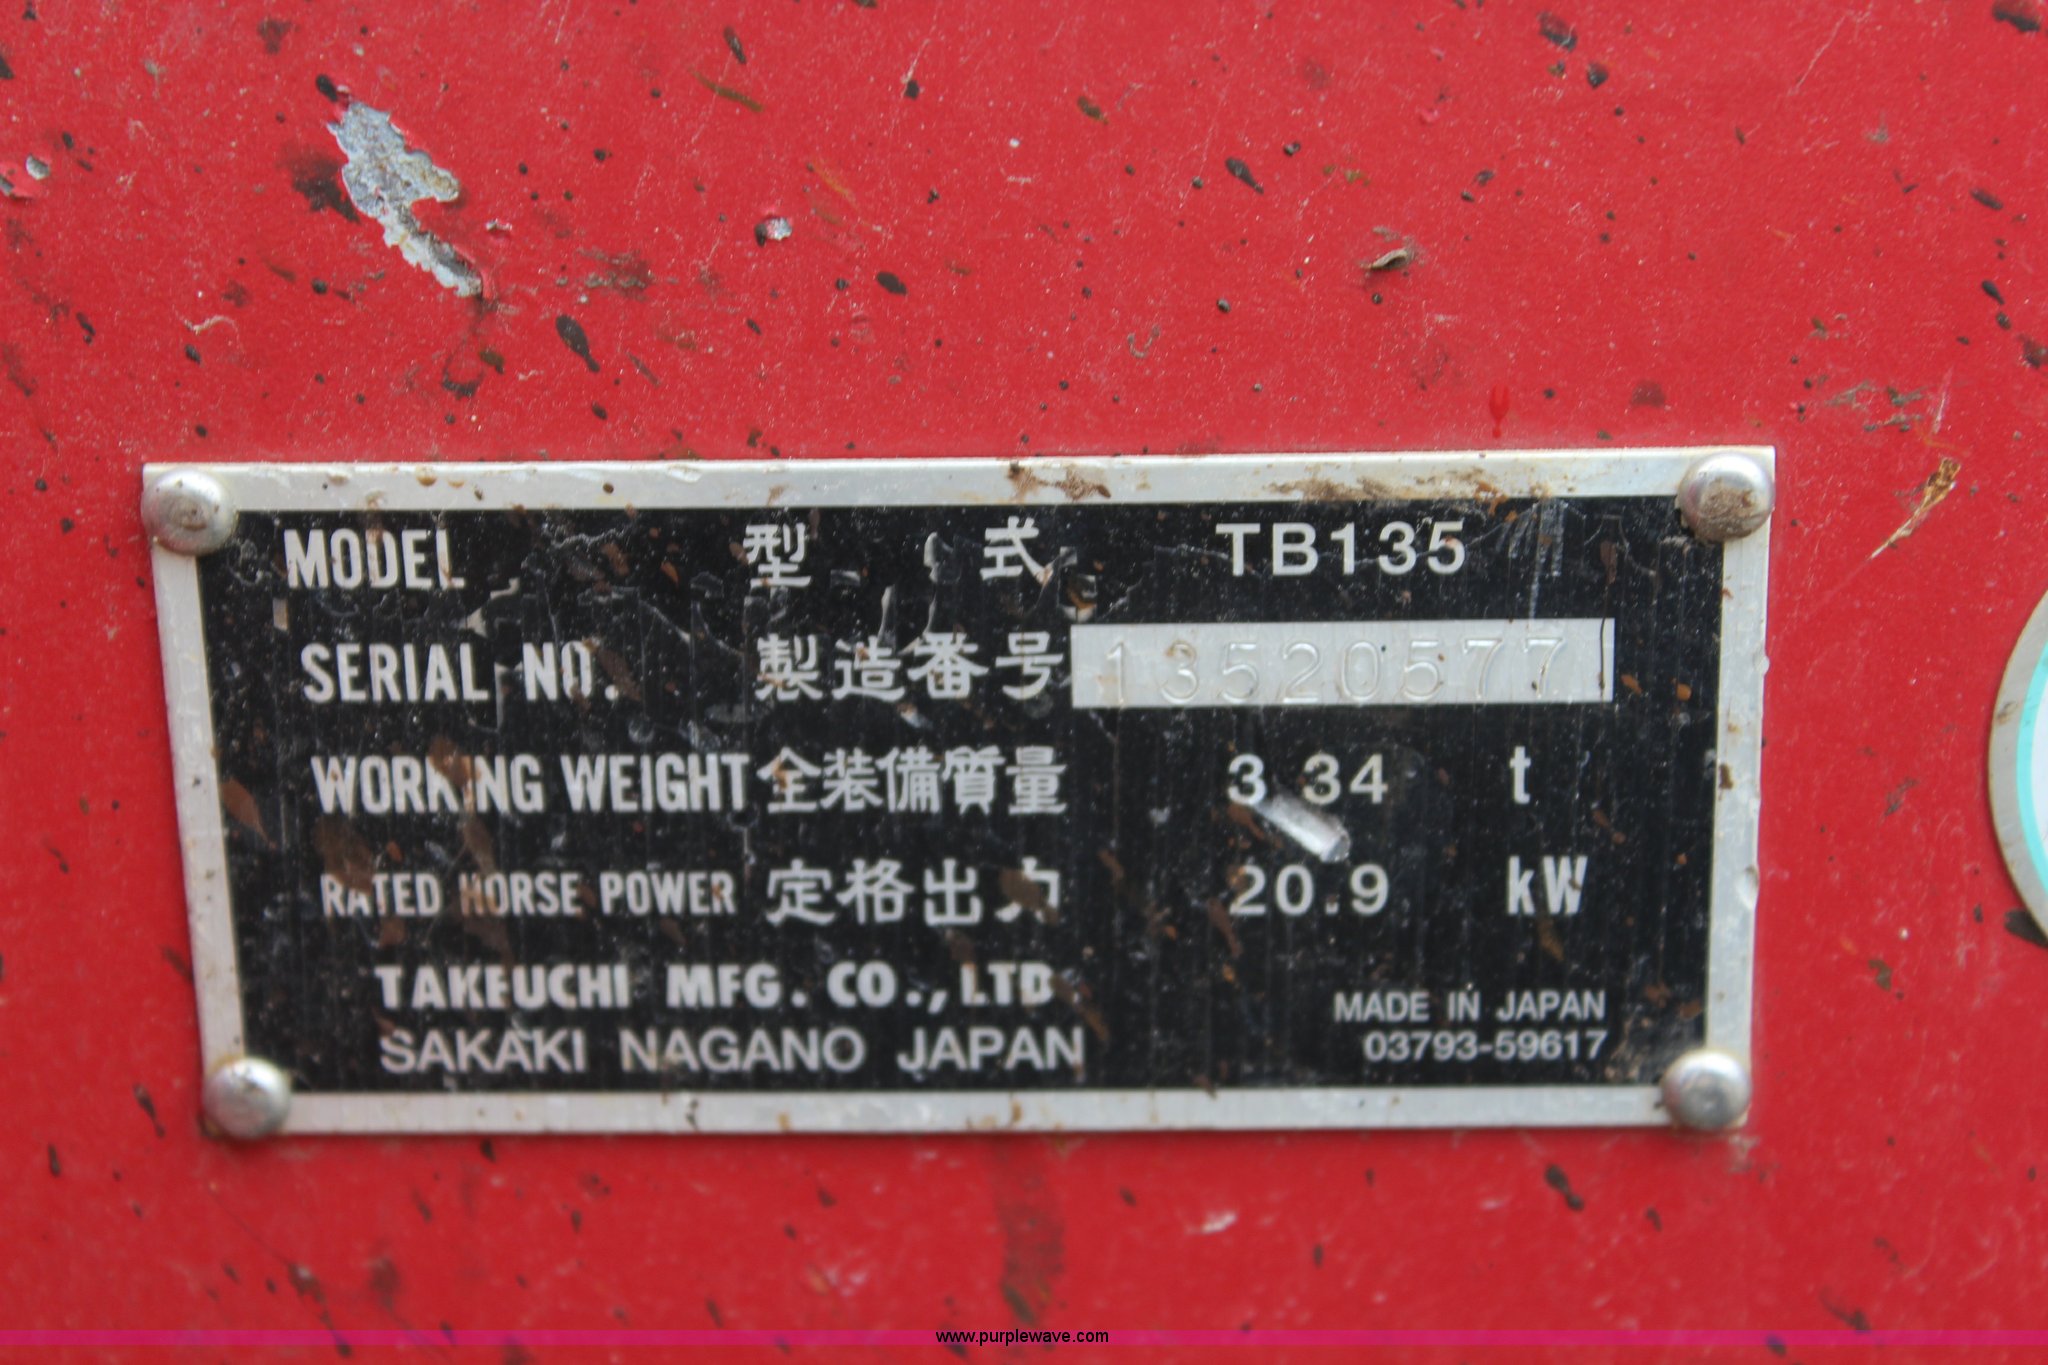 MODEL 型 式 TB135
SERIAL NO. 製造番号 13520577
WORKING WEIGHT 全装備質量 3.34 t
RATED HORSE POWER 定格出力 20.9 kW
TAKEUCHI MFG. CO., LTD.
SAKAKI NAGANO JAPAN
MADE IN JAPAN
03793-59617
www.purplewave.com